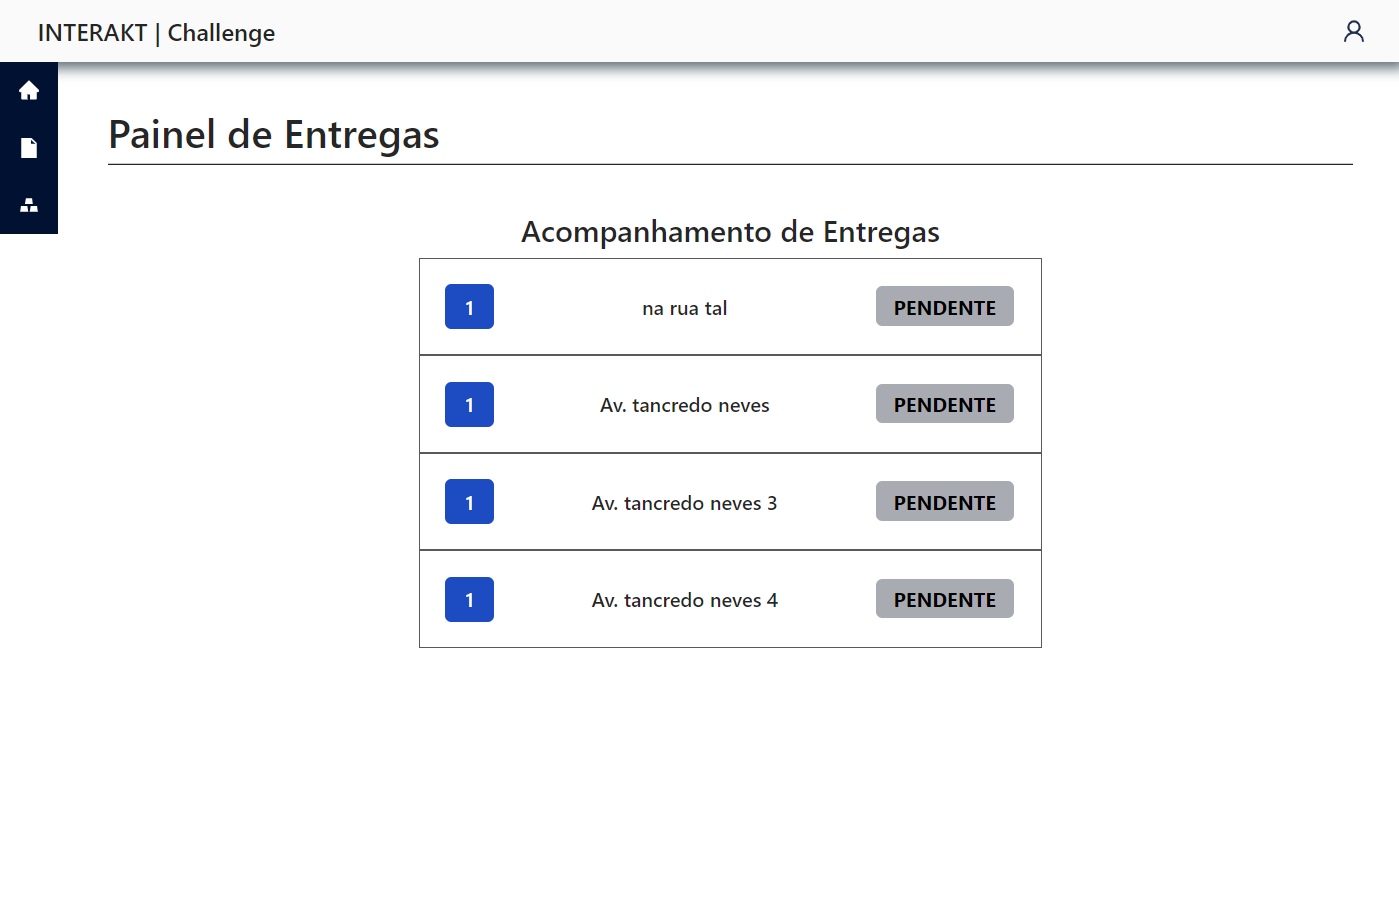 INTERAKT | Challenge
Painel de Entregas
Acompanhamento de Entregas
1 na rua tal PENDENTE
1 Av. tancredo neves PENDENTE
1 Av. tancredo neves 3 PENDENTE
1 Av. tancredo neves 4 PENDENTE